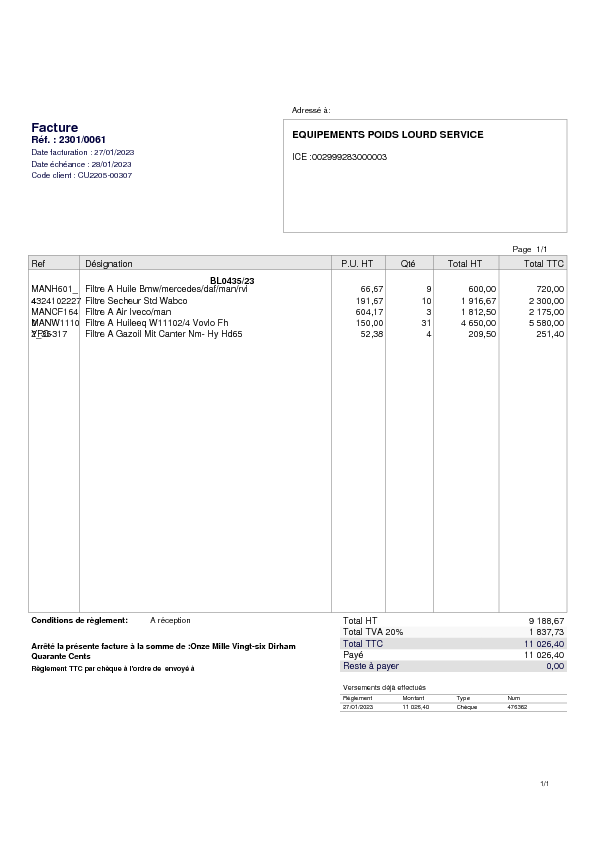 Adressé à:
Facture
Réf. : 2301/0061
Date facturation : 27/01/2023
Date échéance : 28/01/2023
Code client : CU2205-00307
EQUIPEMENTS POIDS LOURD SERVICE
ICE :002999283000003
Page 1/1
Ref Désignation P.U. HT Qté Total HT Total TTC
BL0435/23
MANH601_ Filtre A Huile Bmw/mercedes/daf/man/rvi 66,67 9 600,00 720,00
4324102227 Filtre Secheur Std Wabco 191,67 10 1 916,67 2 300,00
MANCF164 Filtre A Air Iveco/man 604,17 3 1 812,50 2 175,00
MANW1110 Filtre A Huileeq W11102/4 Vovlo Fh 150,00 31 4 650,00 5 580,00
Filtre A Gazoil Mit Canter Nm- Hy Hd65 52,38 4 209,50 251,40
Conditions de règlement: A réception
Total HT 9 188,67
Total TVA 20% 1 837,73
Total TTC 11 026,40
Payé 11 026,40
Reste à payer 0,00
Arrêté la présente facture à la somme de :Onze Mille Vingt-six Dirham
Quarante Cents
Règlement TTC par chèque à l'ordre de envoyé à
Versements déjà effectués
Règlement Montant Type Num
27/01/2023 11 026,40 Chèque 476362
1/1